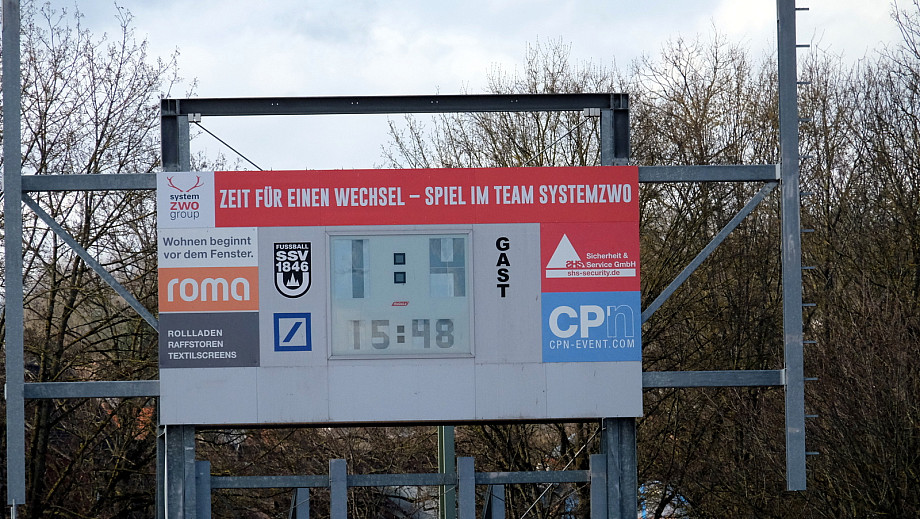 system
zwo
group
ZEIT FÜR EINEN WECHSEL – SPIEL IM TEAM SYSTEMZWO
Wohnen beginnt
vor dem Fenster.
roma
ROLLLADEN
RAFFSTOREN
TEXTILSCREENS
FUSSBALL
SSV
1846
:
15:48
GAST
Sicherheit &
shs Service GmbH
shs-security.de
CPN
CPN-EVENT.COM